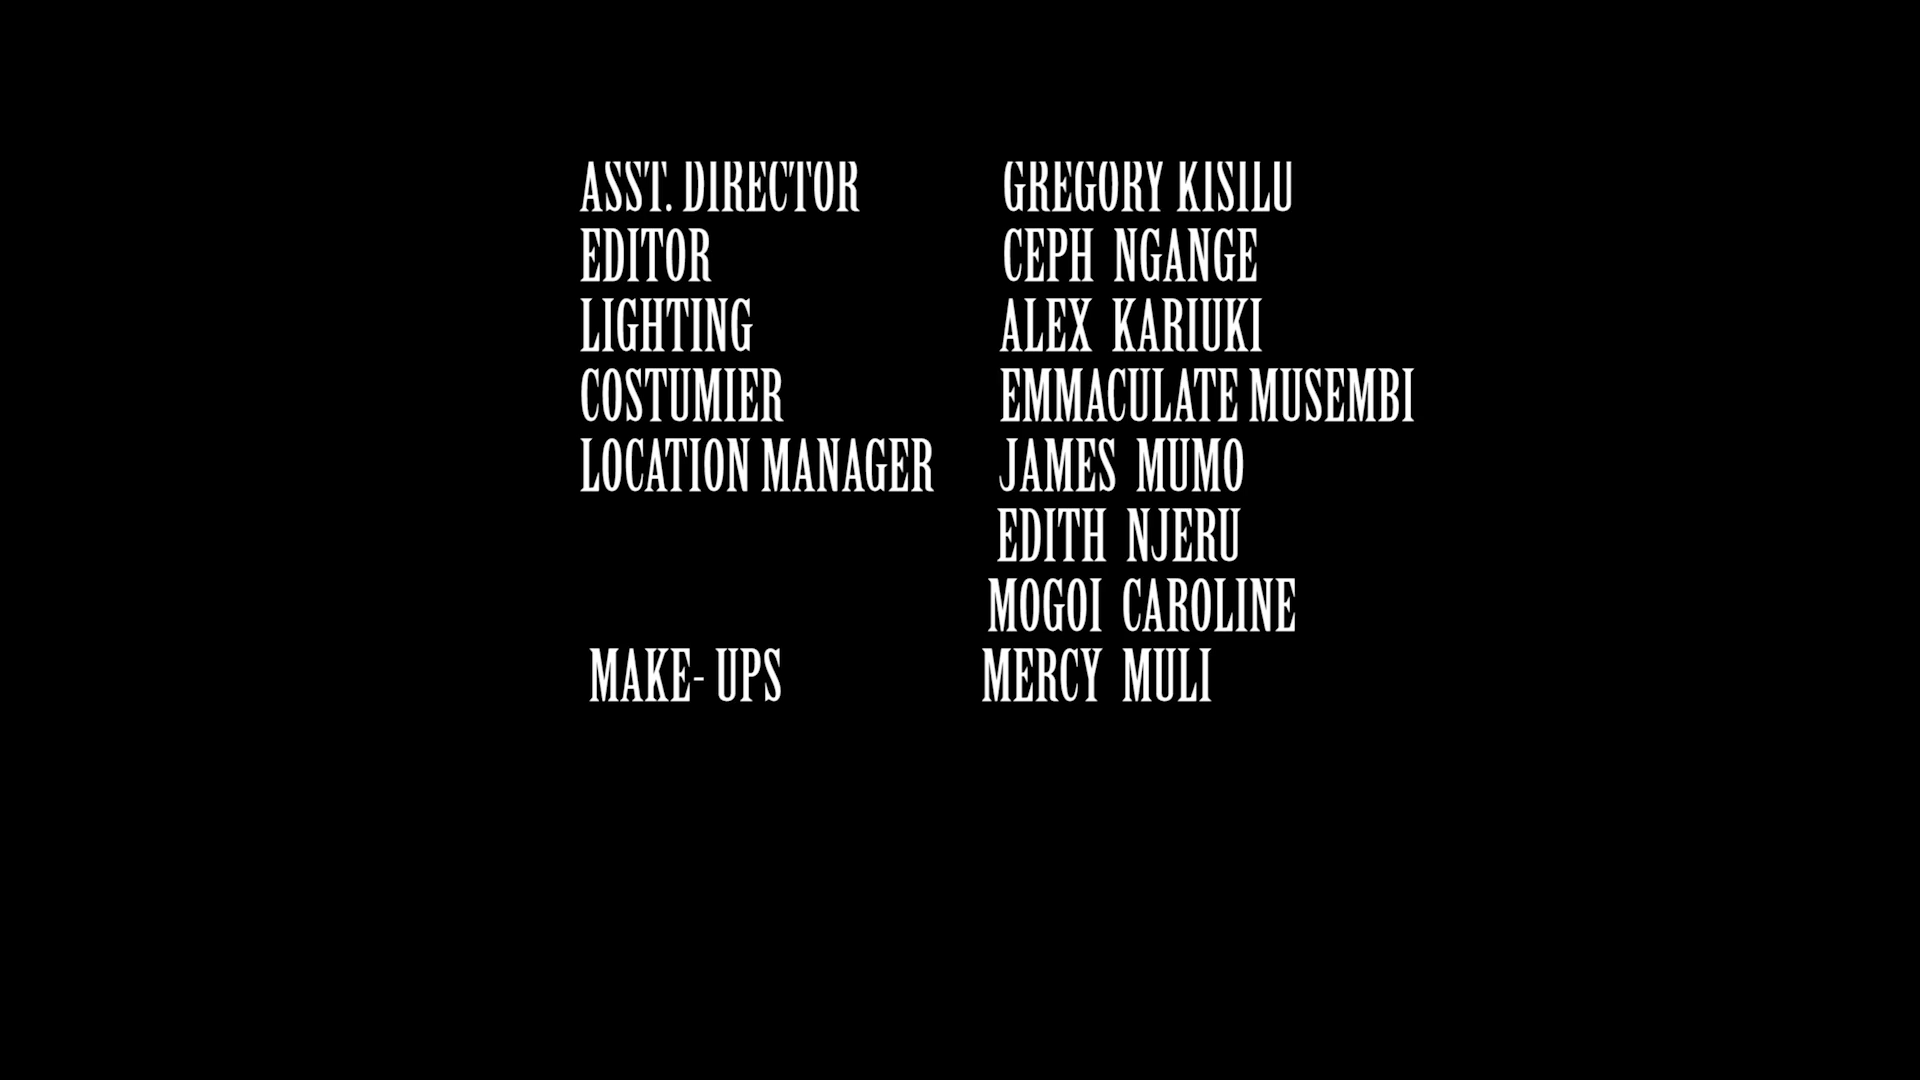 ASST. DIRECTOR GREGORY KISILU
EDITOR CEPH NGANGE
LIGHTING ALEX KARIUKI
COSTUMIER EMMACULATE MUSEMBI
LOCATION MANAGER JAMES MUMO
EDITH NJERU
MOGOI CAROLINE
MAKE- UPS MERCY MULI